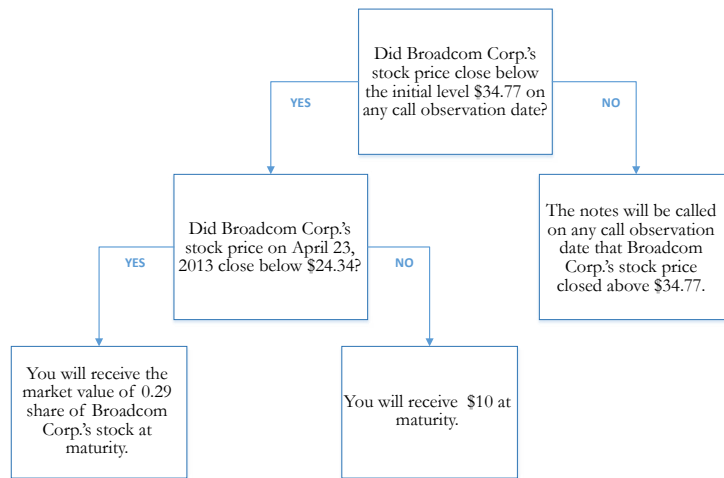 Did Broadcom Corp.'s
stock price close below
the initial level $34.77 on
any call observation date?
YES
NO
Did Broadcom Corp.'s
stock price on April 23,
2013 close below $24.34?
The notes will be called
on any call observation
date that Broadcom
Corp.'s stock price
closed above $34.77.
YES
NO
You will receive the
market value of 0.29
share of Broadcom
Corp.'s stock at
maturity.
You will receive $10 at
maturity.